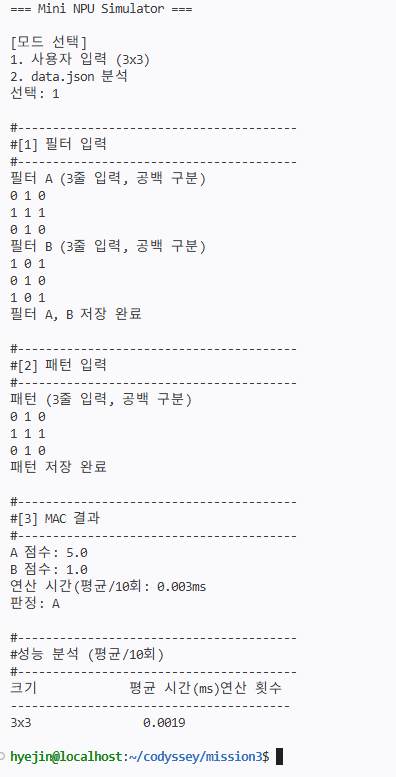 === Mini NPU Simulator ===
[모드 선택]
1. 사용자 입력 (3x3)
2. data.json 분석
선택: 1
#----------------------------------------
#[1] 필터 입력
#----------------------------------------
필터 A (3줄 입력, 공백 구분)
0 1 0
1 1 1
0 1 0
필터 B (3줄 입력, 공백 구분)
1 0 1
0 1 0
1 0 1
필터 A, B 저장 완료
#----------------------------------------
#[2] 패턴 입력
#----------------------------------------
패턴 (3줄 입력, 공백 구분)
0 1 0
1 1 1
0 1 0
패턴 저장 완료
#----------------------------------------
#[3] MAC 결과
#----------------------------------------
A 점수: 5.0
B 점수: 1.0
연산 시간(평균/10회: 0.003ms
판정: A
#----------------------------------------
#성능 분석 (평균/10회)
#----------------------------------------
크기 평균 시간(ms)연산 횟수
----------------------------------------
3x3 0.0019
hyejin@localhost:~/codyssey/mission3$